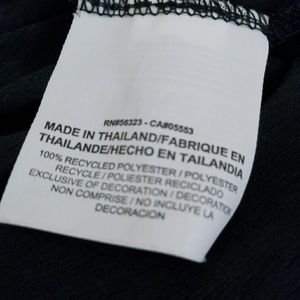 RN#56323 - CA#05553
MADE IN THAILAND/FABRIQUE EN
THAILANDE/HECHO EN TAILANDIA
100% RECYCLED POLYESTER / POLYESTER
RECYCLE / POLIESTER RECICLADO
EXCLUSIVE OF DECORATION / DECORATION
NON COMPRISE / NO INCLUYE LA
DECORACION